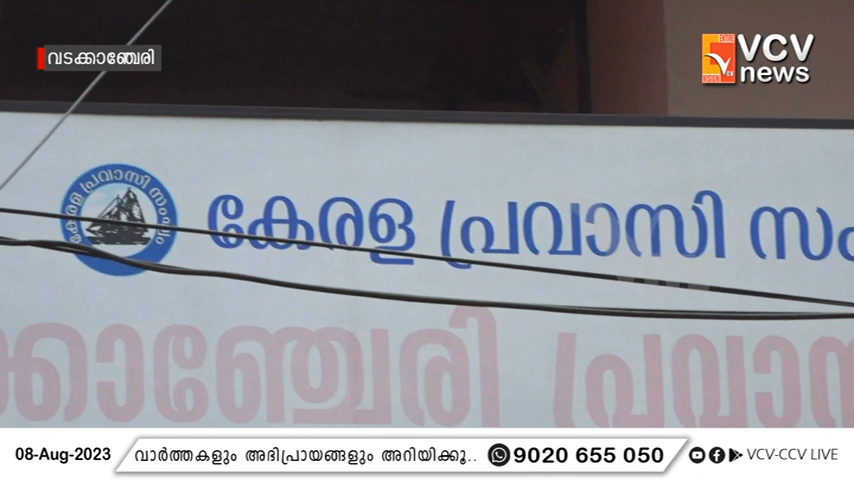 വടക്കാഞ്ചേരി
VCV
news
കേരള പ്രവാസി സംഘം
കേരള പ്രവാസി
ക്കാഞ്ചേരി
08-Aug-2023
വാർത്തകളും അഭിപ്രായങ്ങളും അറിയിക്കൂ..
9020 655 050
VCV-CCV LIVE